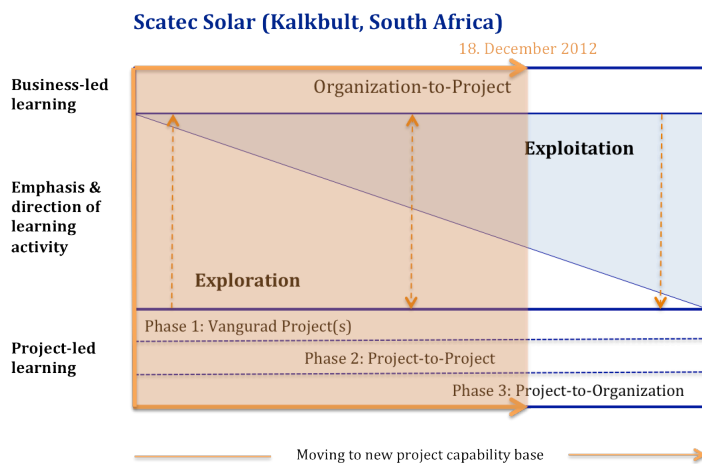 Scatec Solar (Kalkbult, South Africa)
18. December 2012
Business-led
learning
Organization-to-Project
Exploitation
Emphasis &
direction of
learning
activity
Exploration
Phase 1: Vangurad Project(s)
Project-led
learning
Phase 2: Project-to-Project
Phase 3: Project-to-Organization
Moving to new project capability base